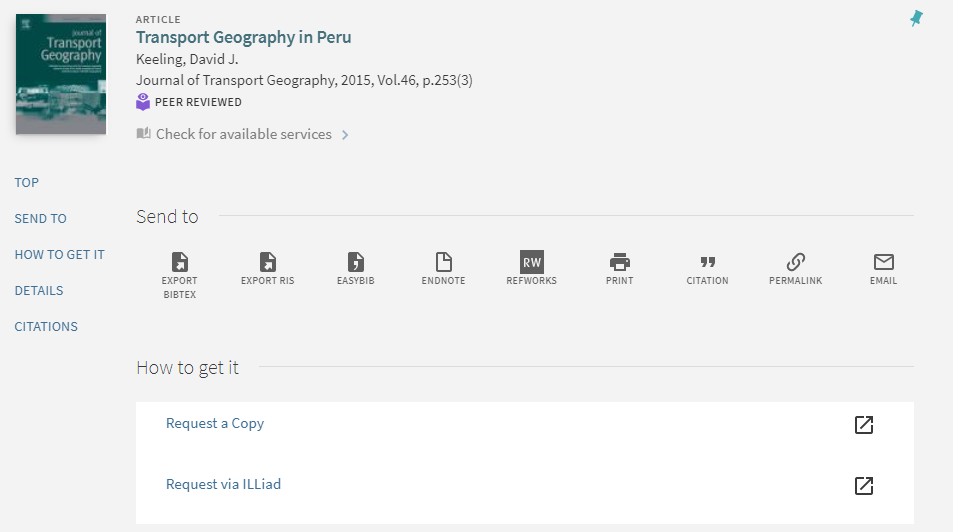 journal of
Transport
Geography
ARTICLE
Transport Geography in Peru
Keeling, David J.
Journal of Transport Geography, 2015, Vol.46, p.253(3)
PEER REVIEWED
Check for available services
TOP
SEND TO
HOW TO GET IT
DETAILS
CITATIONS
Send to
EXPORT
BIBTEX
EXPORT RIS
EASYBIB
ENDNOTE
RW
REFWORKS
PRINT
CITATION
PERMALINK
EMAIL
How to get it
Request a Copy
Request via ILLiad